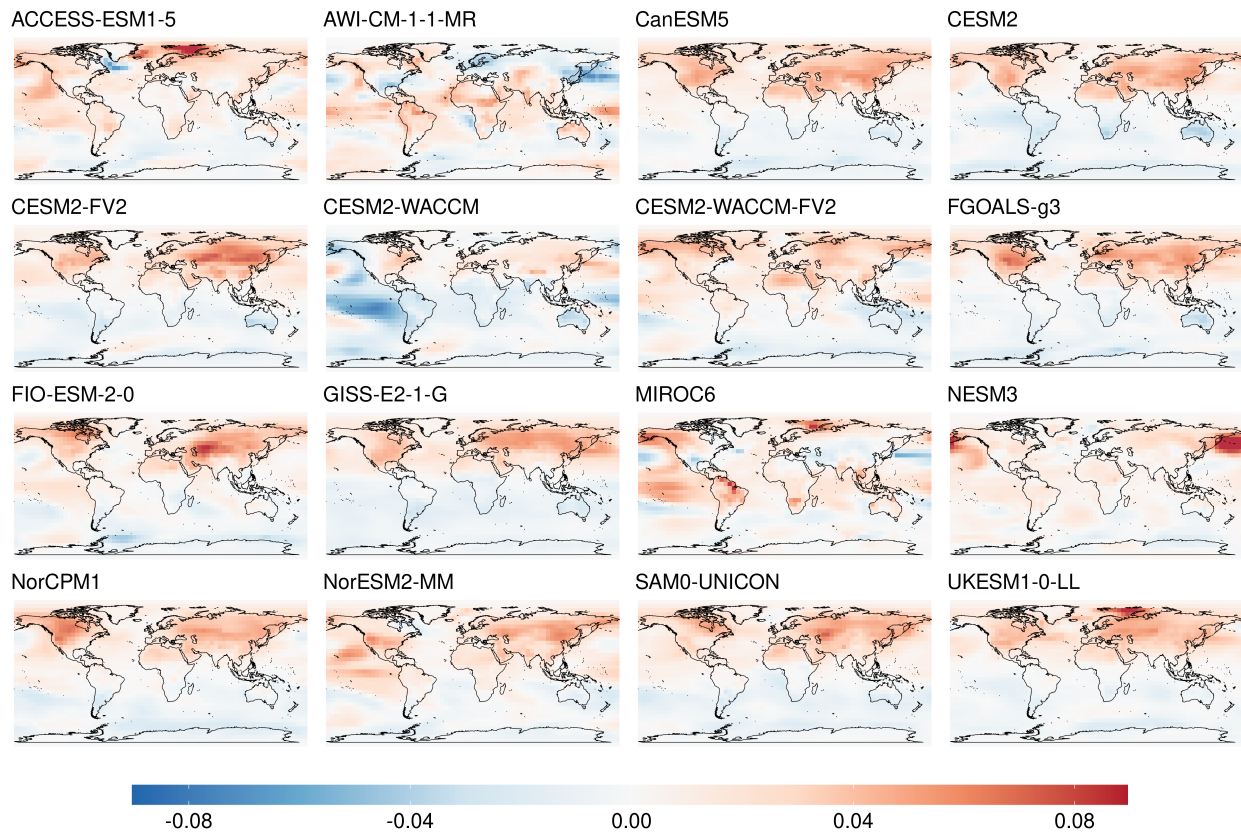 ACCESS-ESM1-5 AWI-CM-1-1-MR CanESM5 CESM2
CESM2-FV2 CESM2-WACCM CESM2-WACCM-FV2 FGOALS-g3
FIO-ESM-2-0 GISS-E2-1-G MIROC6 NESM3
NorCPM1 NorESM2-MM SAM0-UNICON UKESM1-0-LL
-0.08 -0.04 0.00 0.04 0.08